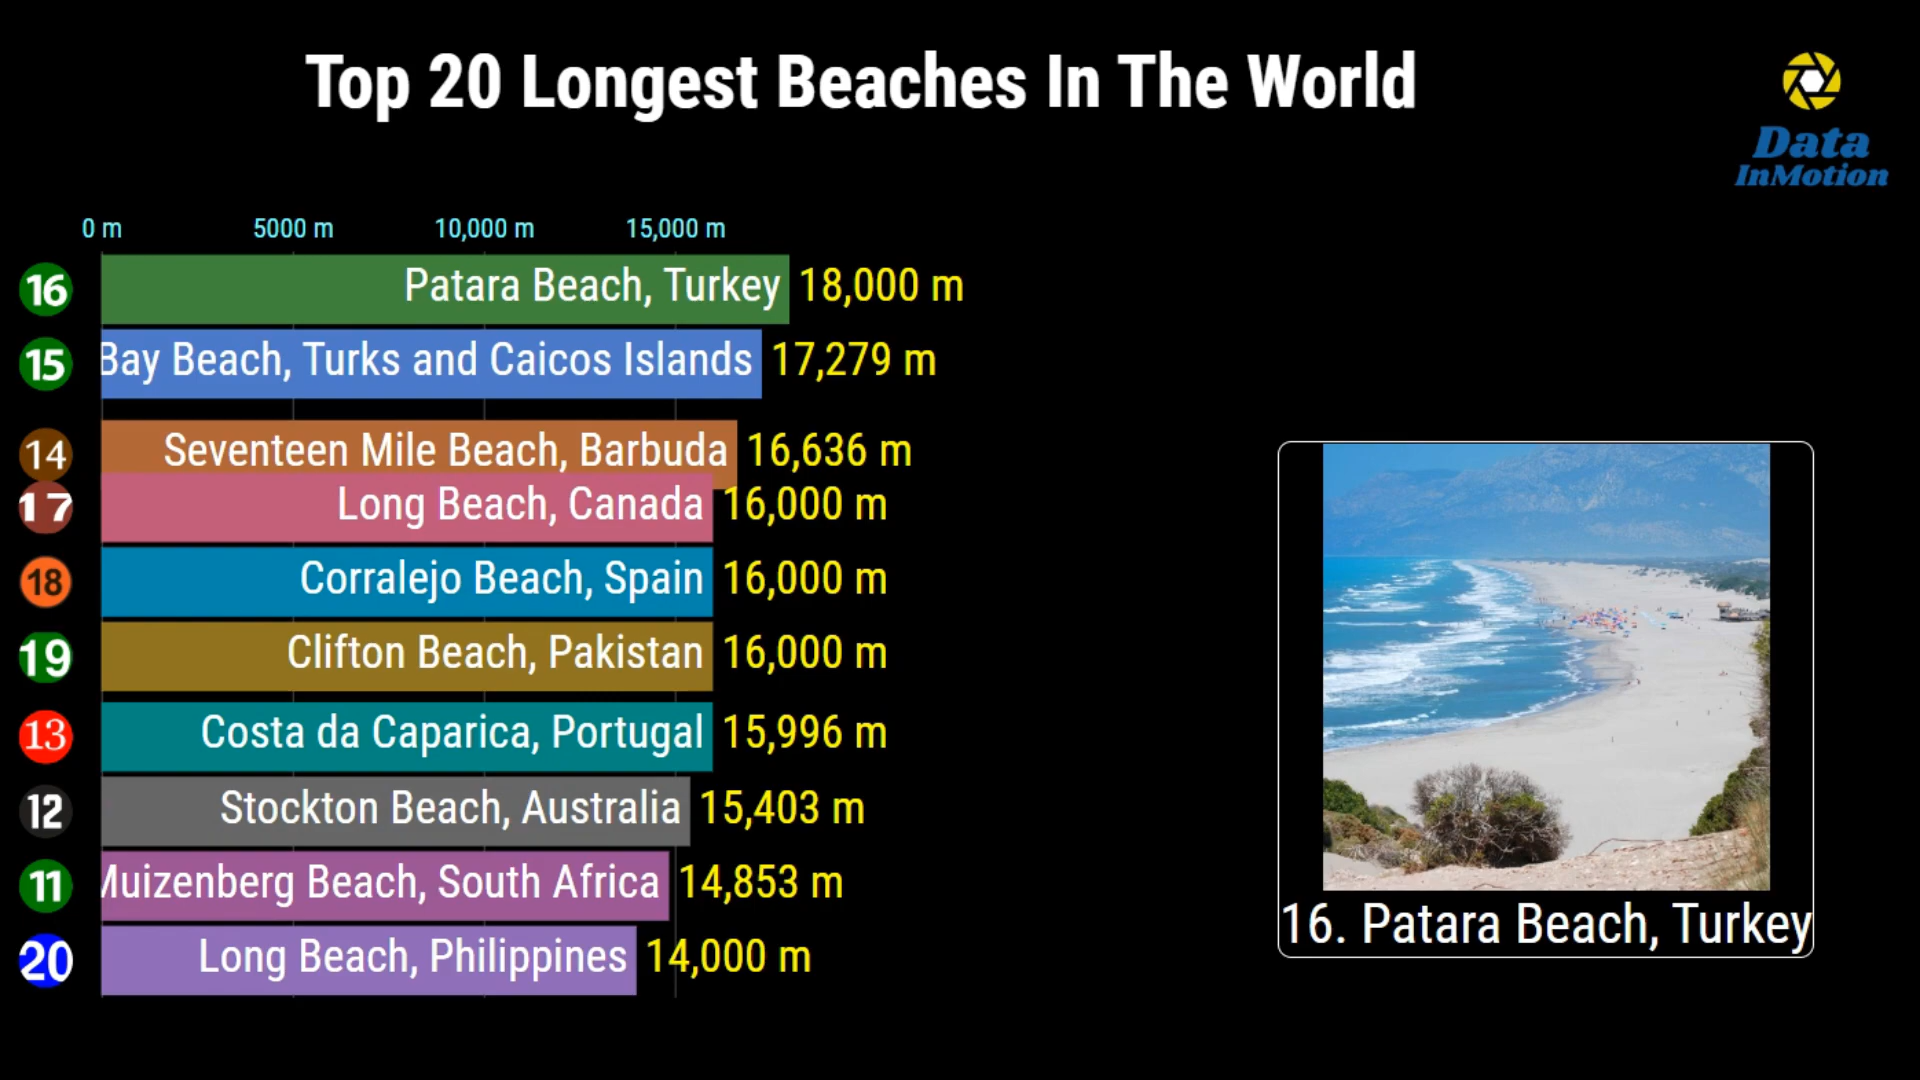 Top 20 Longest Beaches In The World
Data
InMotion
0 m 5000 m 10,000 m 15,000 m
16 Patara Beach, Turkey 18,000 m
15 Bay Beach, Turks and Caicos Islands 17,279 m
14 Seventeen Mile Beach, Barbuda 16,636 m
17 Long Beach, Canada 16,000 m
18 Corralejo Beach, Spain 16,000 m
19 Clifton Beach, Pakistan 16,000 m
13 Costa da Caparica, Portugal 15,996 m
12 Stockton Beach, Australia 15,403 m
11 Muizenberg Beach, South Africa 14,853 m
20 Long Beach, Philippines 14,000 m
16. Patara Beach, Turkey